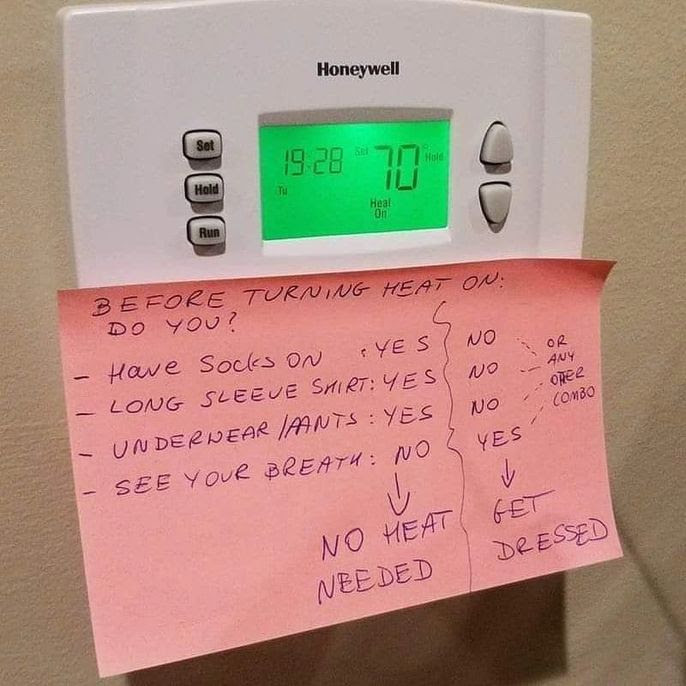 Honeywell
Set
Hold
Run
19:28 Set 70° Hold
Tu
Heat
On
BEFORE TURNING HEAT ON:
DO YOU?
- HAVE SOCKS ON : YES NO
- LONG SLEEVE SHIRT: YES NO
- UNDERWEAR/PANTS: YES NO
- SEE YOUR BREATH: NO YES
OR
ANY
OTHER
COMBO
NO HEAT
NEEDED
GET
DRESSED